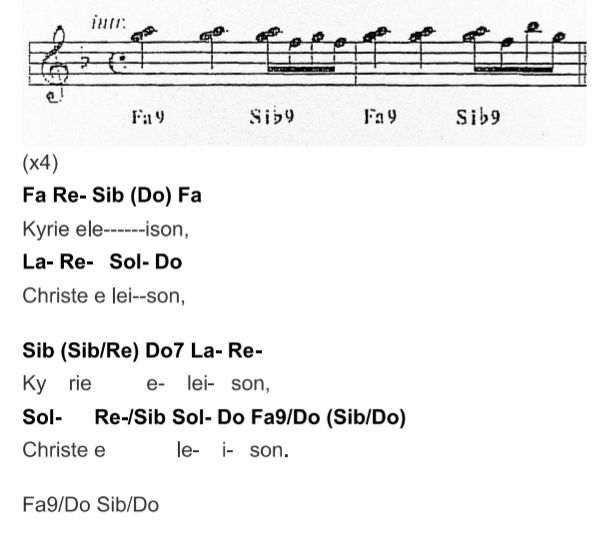 intr.
Fa9 Sib9 Fa9 Sib9
(x4)
Fa Re- Sib (Do) Fa
Kyrie ele------ison,
La- Re- Sol- Do
Christe e lei--son,
Sib (Sib/Re) Do7 La- Re-
Ky rie e- lei- son,
Sol- Re-/Sib Sol- Do Fa9/Do (Sib/Do)
Christe e le- i- son.
Fa9/Do Sib/Do